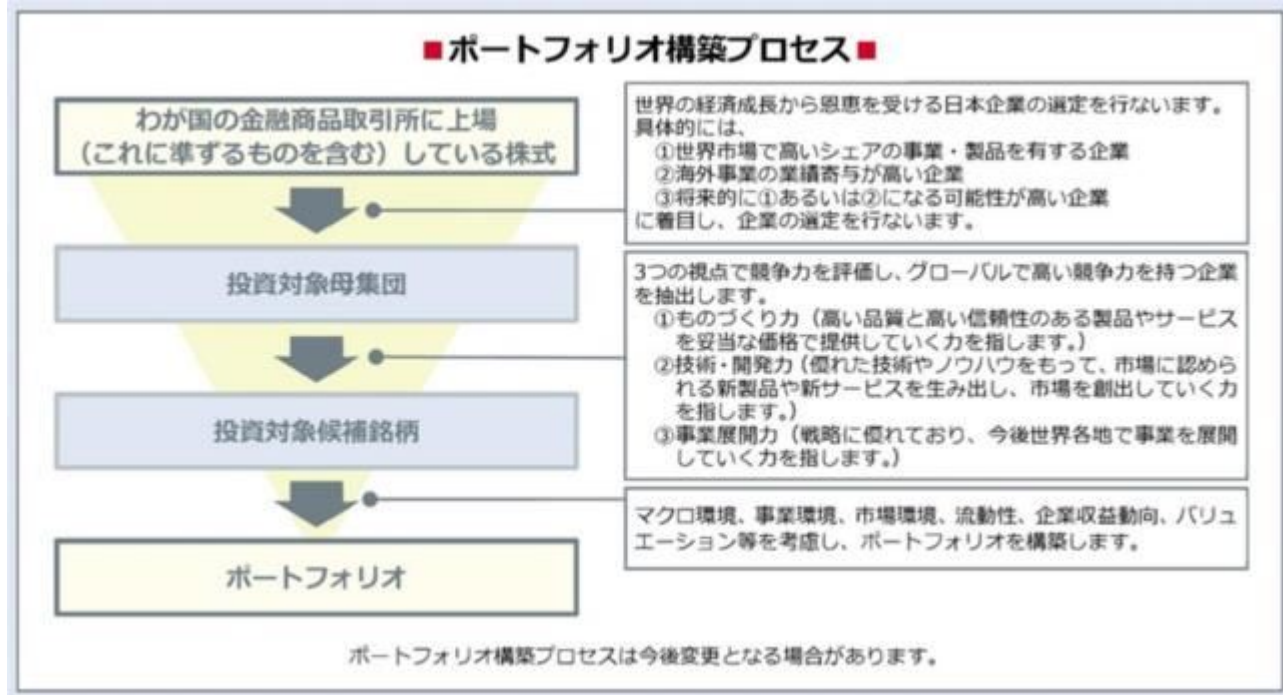 ■ポートフォリオ構築プロセス■
わが国の金融商品取引所に上場
（これに準ずるものを含む）している株式
世界の経済成長から恩恵を受ける日本企業の選定を行ないます。
具体的には、
①世界市場で高いシェアの事業・製品を有する企業
②海外事業の業績寄与が高い企業
③将来的に①あるいは②になる可能性が高い企業
に着目し、企業の選定を行ないます。
投資対象母集団
3つの視点で競争力を評価し、グローバルで高い競争力を持つ企業
を抽出します。
①ものづくり力（高い品質と高い信頼性のある製品やサービス
を妥当な価格で提供していく力を指します。）
②技術・開発力（優れた技術やノウハウをもって、市場に認めら
れる新製品や新サービスを生み出し、市場を創出していく力
を指します。）
③事業展開力（戦略に優れており、今後世界各地で事業を展開
していく力を指します。）
投資対象候補銘柄
マクロ環境、事業環境、市場環境、流動性、企業収益動向、バリュ
エーション等を考慮し、ポートフォリオを構築します。
ポートフォリオ
ポートフォリオ構築プロセスは今後変更となる場合があります。